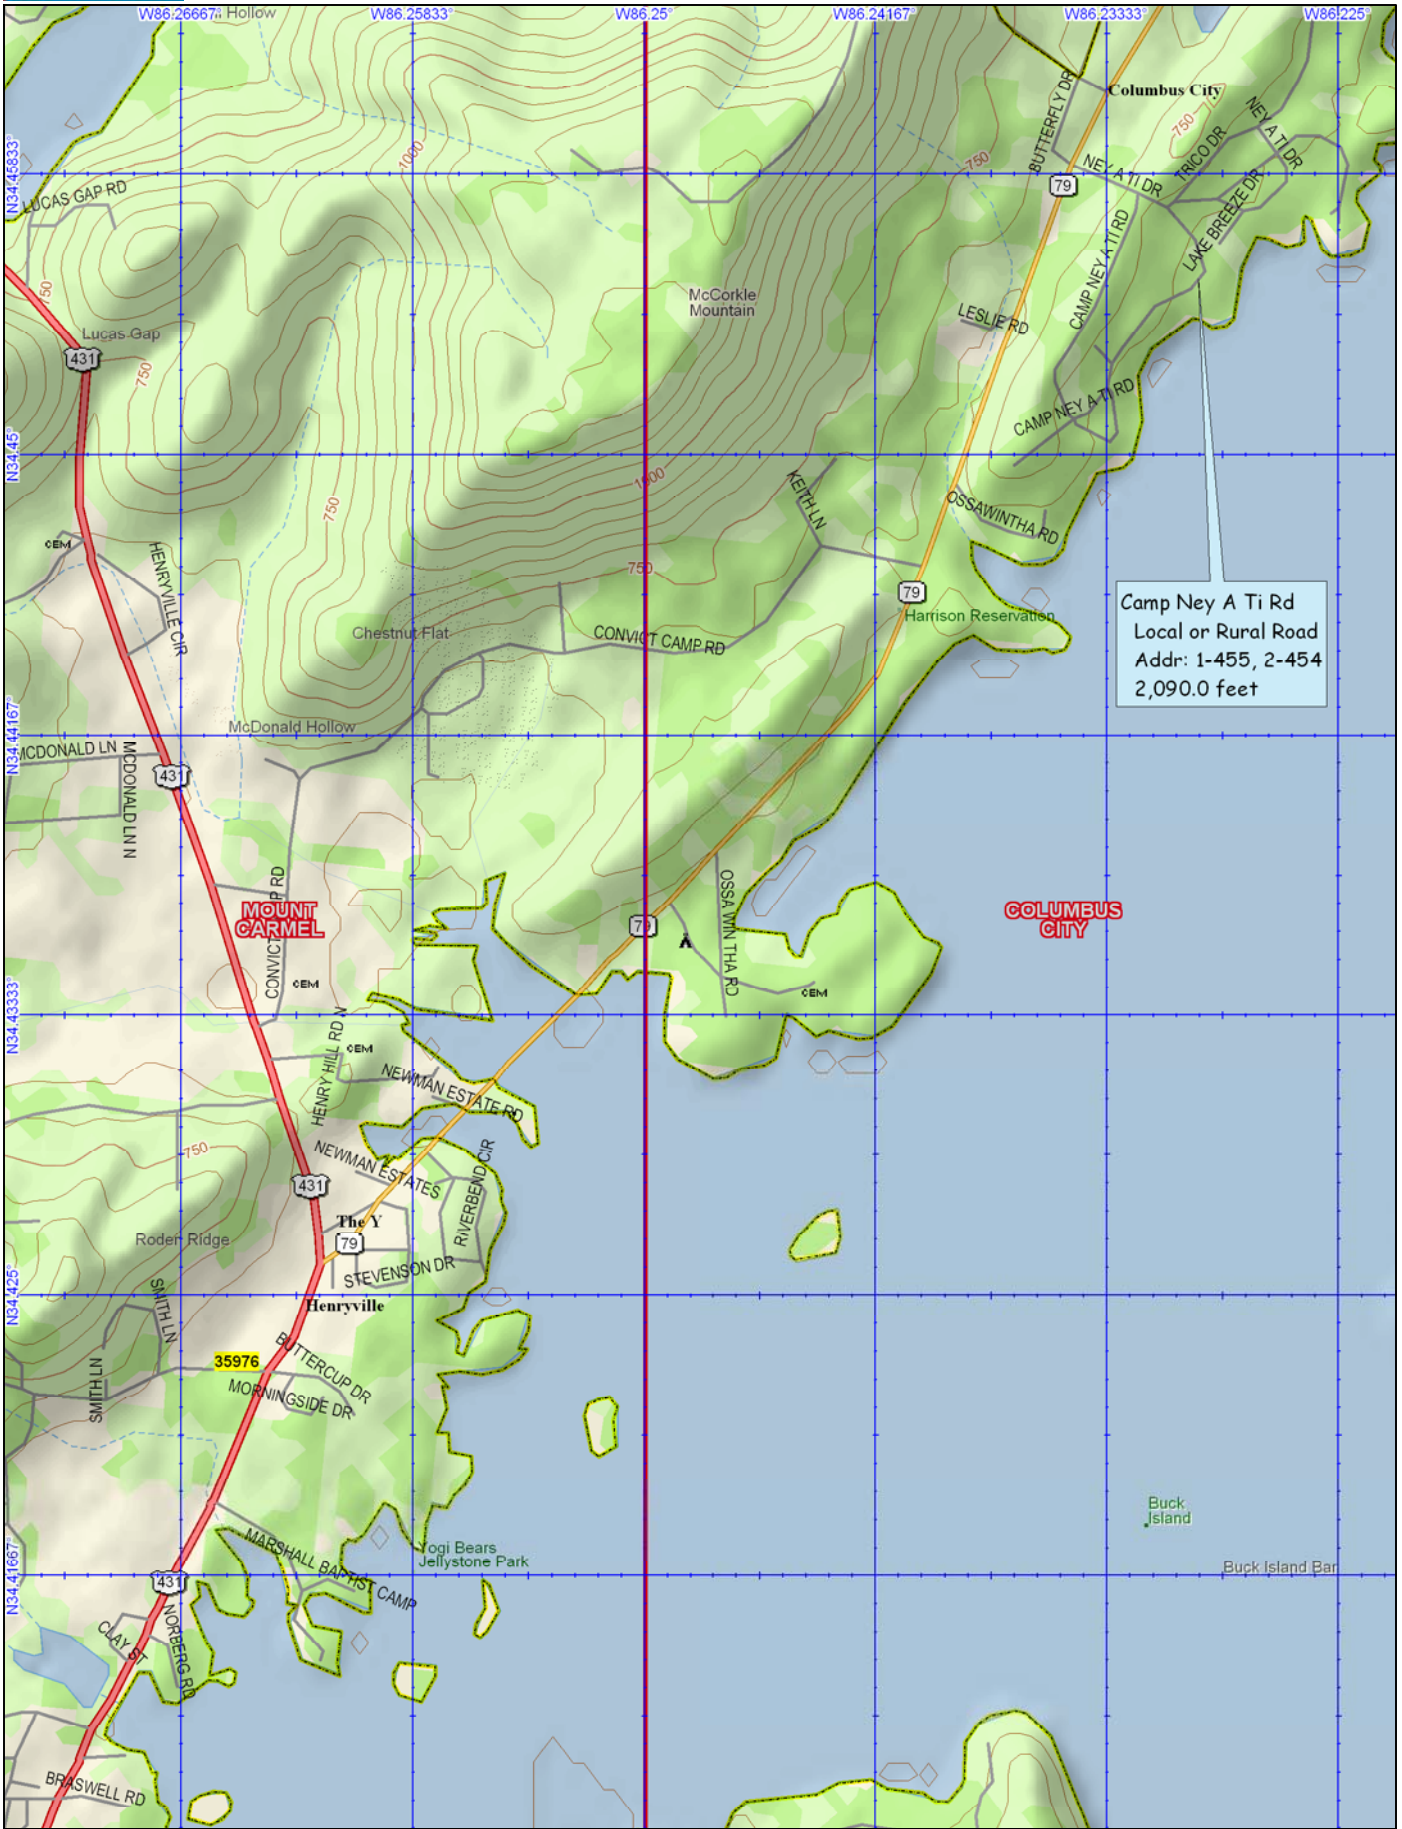 W86.26667° Hollow
W86.25833°
W86.25°
W86.24167°
W86.23333°
W86.225°
Columbus City
BUTTERFLY DR
NEY A TI DR
750
TRICO DR
1000
750
NEY A TI DR
N34.45833°
79
LUCAS GAP RD
LAKE BREEZE DR
CAMP NEY A TI RD
750
McCorkle
Mountain
LESLIE RD
Lucas Gap
431
750
CAMP NEY A TI RD
N34.45°
1000
KEITH LN
OSSAWINTHA RD
750
CEM
HENRYVILLE CIR
750
79
Harrison Reservation
Camp Ney A Ti Rd
Local or Rural Road
Addr: 1-455, 2-454
2,090.0 feet
Chestnut Flat
CONVICT CAMP RD
N34.44167°
McDonald Hollow
MCDONALD LN
MCDONALD LN N
431
OSSA WIN THA RD
MOUNT
CARMEL
COLUMBUS
CITY
79
CONVICT CAMP RD
CEM
CEM
N34.43333°
HENRY HILL RD N
CEM
NEWMAN ESTATE RD
750
NEWMAN ESTATES
RIVERBEND CIR
431
The Y
Roden Ridge
79
STEVENSON DR
N34.425°
SMITH LN
Henryville
BUTTERCUP DR
35976
SMITH LN
MORNINGSIDE DR
Buck
Island
MARSHALL BAPTIST CAMP
Yogi Bears
Jellystone Park
Buck Island Bar
N34.41667°
431
NORBERG RD
CLAY ST
BRASWELL RD